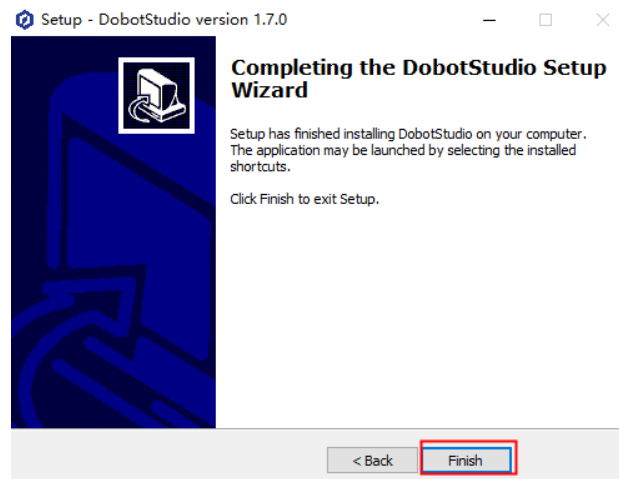 Setup - DobotStudio version 1.7.0
Completing the DobotStudio Setup
Wizard
Setup has finished installing DobotStudio on your computer.
The application may be launched by selecting the installed
shortcuts.
Click Finish to exit Setup.
< Back
Finish